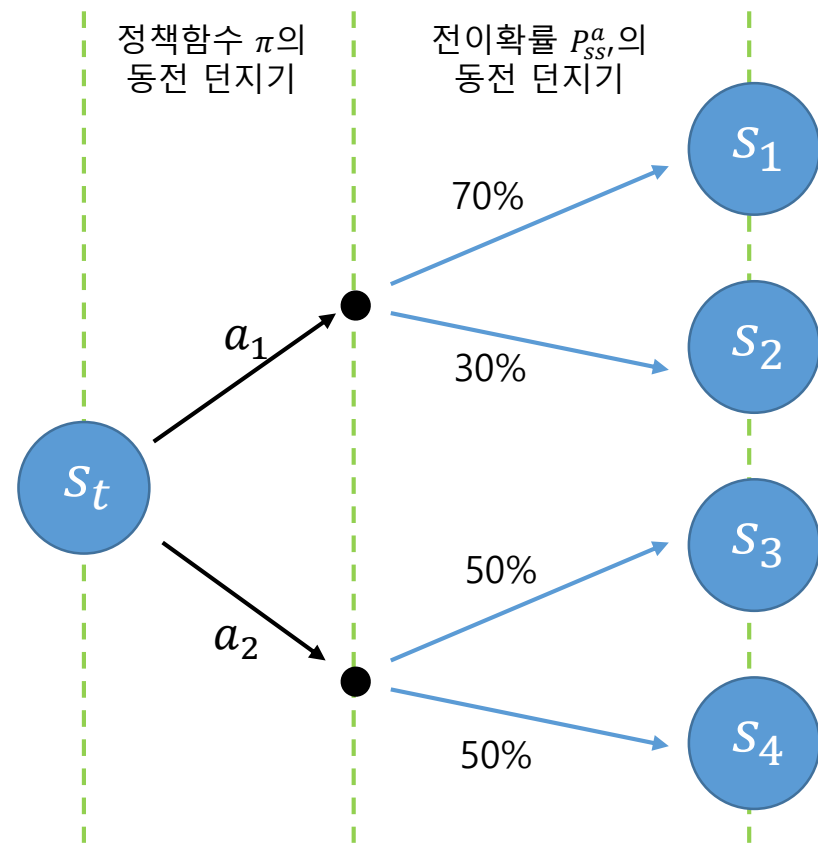 정책함수 π의
동전 던지기
전이확률 P^a_{ss'}의
동전 던지기
s_1
70%
a_1
30%
s_2
s_t
50%
s_3
a_2
50%
s_4